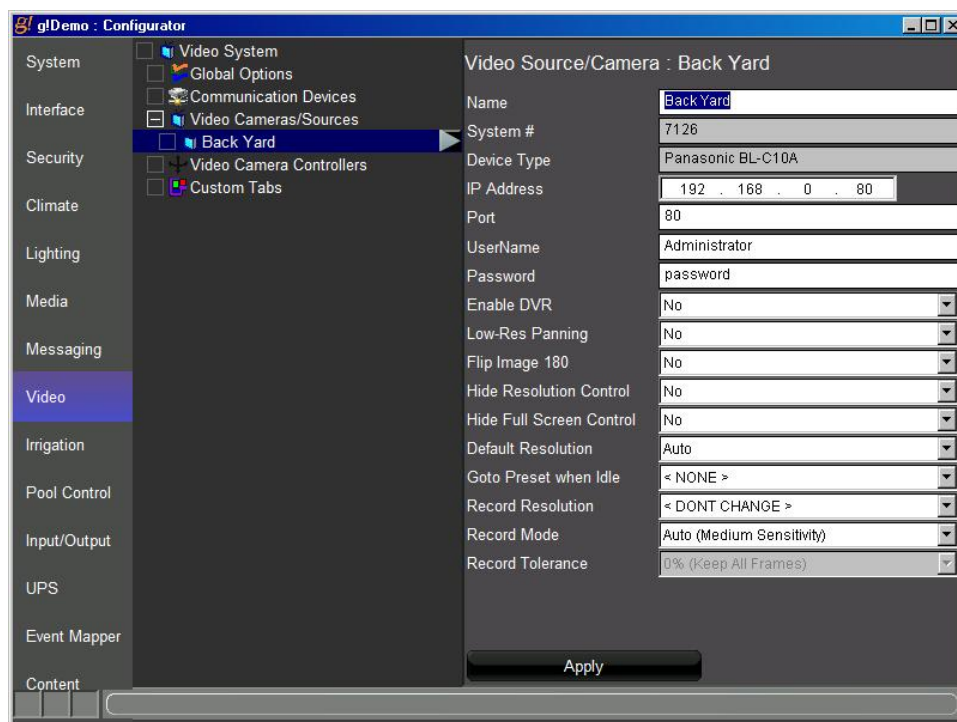 g! g!Demo : Configurator
System
Interface
Security
Climate
Lighting
Media
Messaging
Video
Irrigation
Pool Control
Input/Output
UPS
Event Mapper
Content
Video System
Global Options
Communication Devices
Video Cameras/Sources
Back Yard
Video Camera Controllers
Custom Tabs
Video Source/Camera : Back Yard
Name Back Yard
System # 7126
Device Type Panasonic BL-C10A
IP Address 192 . 168 . 0 . 80
Port 80
UserName Administrator
Password password
Enable DVR No
Low-Res Panning No
Flip Image 180 No
Hide Resolution Control No
Hide Full Screen Control No
Default Resolution Auto
Goto Preset when Idle < NONE >
Record Resolution < DONT CHANGE >
Record Mode Auto (Medium Sensitivity)
Record Tolerance 0% (Keep All Frames)
Apply